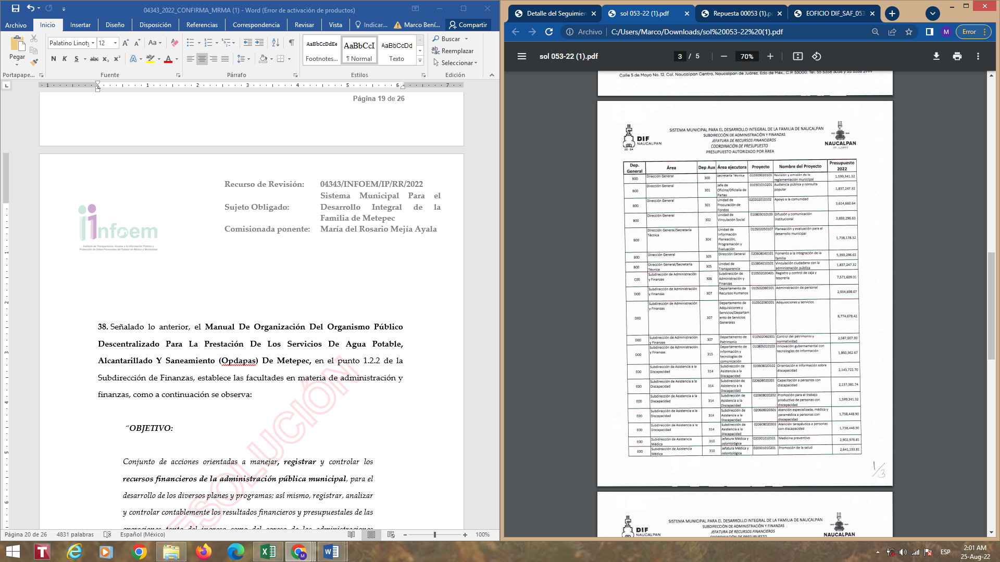 04343_2022_CONFIRMA_MRMA (1) - Word (Error de activación de productos)
Archivo
Inicio
Insertar
Diseño
Disposición
Referencias
Correspondencia
Revisar
Vista
Indicar...
Marco Bení...
Compartir
Pegar
Palatino Linoty
12
Aa
N K S abc x₂ x²
AaBbCcDdEe
AaBbCcI
AaBbCcDd
Footnotes...
¶ Normal
Texto
Buscar
Reemplazar
Seleccionar
Portapape...
Fuente
Párrafo
Estilos
Edición
Página 19 de 26
Recurso de Revisión: 04343/INFOEM/IP/RR/2022
Sujeto Obligado: Sistema Municipal Para el
Desarrollo Integral de la
Familia de Metepec
Comisionada ponente: María del Rosario Mejía Ayala
infoem
Instituto de Transparencia, Acceso a la Información Pública y
Protección de Datos Personales del Estado de México y Municipios
38. Señalado lo anterior, el Manual De Organización Del Organismo Público
Descentralizado Para La Prestación De Los Servicios De Agua Potable,
Alcantarillado Y Saneamiento (Opdapas) De Metepec, en el punto 1.2.2 de la
Subdirección de Finanzas, establece las facultades en materia de administración y
finanzas, como a continuación se observa:
“OBJETIVO:
Conjunto de acciones orientadas a manejar, registrar y controlar los
recursos financieros de la administración pública municipal, para el
desarrollo de los diversos planes y programas; así mismo, registrar, analizar
y controlar contablemente los resultados financieros y presupuestales de las
operaciones tanto del ingreso como del egreso de las administraciones
ESOLUCIÓN
Página 20 de 26
4831 palabras
Español (México)
100%
Detalle del Seguimien
sol 053-22 (1).pdf
Repuesta 00053 (1).p
EOFICIO DIF_SAF_053
Archivo
C:/Users/Marco/Downloads/sol%20053-22%20(1).pdf
M
Error
sol 053-22 (1).pdf
3 / 5
70%
Calle 5 de Mayo No. 12. Col. Naucalpan Centro, Naucalpan de Juárez, Edo de Méx., C.P. 53000. Tel. 55 5358 3036 y 55 5358 2999
DIF
NAUCALPAN
22 - 24
SISTEMA MUNICIPAL PARA EL DESARROLLO INTEGRAL DE LA FAMILIA DE NAUCALPAN
SUBDIRECCIÓN DE ADMINISTRACIÓN Y FINANZAS
JEFATURA DE RECURSOS FINANCIEROS
COORDINACIÓN DE PRESUPUESTO
PRESUPUESTO AUTORIZADO POR ÁREA
NAUCALPAN
DE JUÁREZ
Dep. General | Área | Dep Aux | Área ejecutora | Proyecto | Nombre del Proyecto | Presupuesto 2022
B00 | Dirección General | 300 | Secretaría Técnica | 010309020101 | Revisión y emisión de la reglamentación municipal | 1,599,341.32
B00 | Dirección General | 301 | Jefe de Oficina/Oficialía de Partes | 010301010201 | Audiencia pública y consulta popular | 1,837,247.32
B00 | Dirección General | 301 | Unidad de Procuración de Fondos | 020202010102 | Apoyo a la comunidad | 3,614,660.64
B00 | Dirección General | 302 | Unidad de Vinculación Social | 010803010103 | Difusión y comunicación institucional | 3,693,296.63
B00 | Dirección General/Secretaría Técnica | 304 | Unidad de Información Planeación, Programación y Evaluación | 010502050107 | Planeación y evaluación para el desarrollo municipal | 1,738,178.32
B00 | Dirección General | 305 | Dirección General | 020608040101 | Fomento a la integración de la familia | 5,393,296.63
B00 | Dirección General/Secretaría Técnica | 305 | Unidad de Transparencia | 010804010101 | Vinculación ciudadana con la administración pública | 1,837,247.32
C00 | Subdirección de Administración y Finanzas | 306 | Subdirección de Administración y Finanzas | 010502020401 | Registro y control de caja y tesorería | 7,571,609.01
D00 | Subdirección de Administración y Finanzas | 307 | Departamento de Recursos Humanos | 010502060101 | Administración de personal | 2,934,698.67
D00 | Subdirección de Administración y Finanzas | 307 | Departamento de Adquisiciones y Servicios/Departamento de Servicios Generales | 010502060201 | Adquisiciones y servicios | 8,774,678.42
D00 | Subdirección de Administración y Finanzas | 307 | Departamento de Patrimonio | 010502060301 | Control del patrimonio y normatividad | 2,587,007.93
D00 | Subdirección de Administración y Finanzas | 315 | Departamento de Información y tecnologías de comunicación | 010805010103 | Innovación gubernamental con tecnologías de información | 1,860,362.67
E00 | Subdirección de Asistencia a la Discapacidad | 314 | Subdirección de Asistencia a la Discapacidad | 020608020102 | Orientación e información sobre discapacidad | 2,143,722.70
E00 | Subdirección de Asistencia a la Discapacidad | 314 | Subdirección de Asistencia a la Discapacidad | 020608020201 | Capacitación a personas con discapacidad | 2,137,381.74
E00 | Subdirección de Asistencia a la Discapacidad | 314 | Subdirección de Asistencia a la Discapacidad | 020608020202 | Promoción para el trabajo productivo de personas con discapacidad | 1,599,341.32
E00 | Subdirección de Asistencia a la Discapacidad | 314 | Subdirección de Asistencia a la Discapacidad | 020608020301 | Atención especializada, médica y paramédica a personas con discapacidad | 1,738,448.90
E00 | Subdirección de Asistencia a la Discapacidad | 314 | Subdirección de Asistencia a la Discapacidad | 020608020302 | Atención terapéutica a personas con discapacidad | 1,738,448.90
E00 | Subidrección de Asistencia Médica | 310 | Jefatura Médica y odontológica | 020301010101 | Medicina preventiva | 2,902,976.81
E00 | Subidrección de Asistencia Médica | 310 | Jefatura Médica y odontológica | 020301010201 | Promoción de la salud | 2,641,193.81
1/3
DIF
NAUCALPAN
SISTEMA MUNICIPAL PARA EL DESARROLLO INTEGRAL DE LA FAMILIA DE NAUCALPAN
SUBDIRECCIÓN DE ADMINISTRACIÓN Y FINANZAS
JEFATURA DE RECURSOS FINANCIEROS
COORDINACIÓN DE PRESUPUESTO
NAUCALPAN
ESP
2:01 AM
25-Aug-22